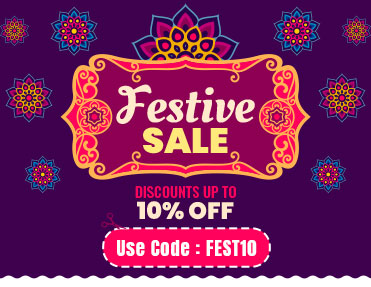 Festive
SALE
DISCOUNTS UP TO
10% OFF
Use Code : FEST10